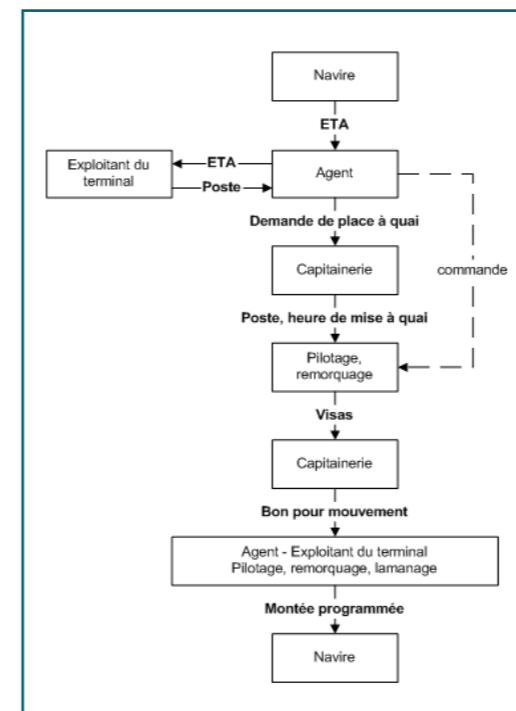 Navire
ETA
Exploitant du
terminal
ETA
Poste
Agent
Demande de place à quai
Capitainerie
commande
Poste, heure de mise à quai
Pilotage,
remorquage
Visas
Capitainerie
Bon pour mouvement
Agent - Exploitant du terminal
Pilotage, remorquage, lamanage
Montée programmée
Navire